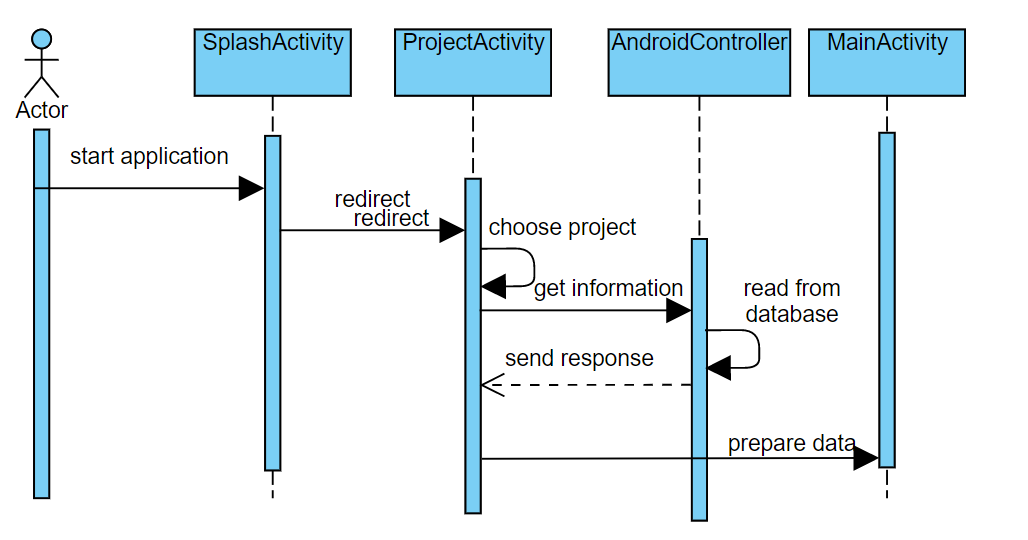 SplashActivity
ProjectActivity
AndroidController
MainActivity
Actor
start application
redirect
redirect
choose project
get information
read from
database
send response
prepare data